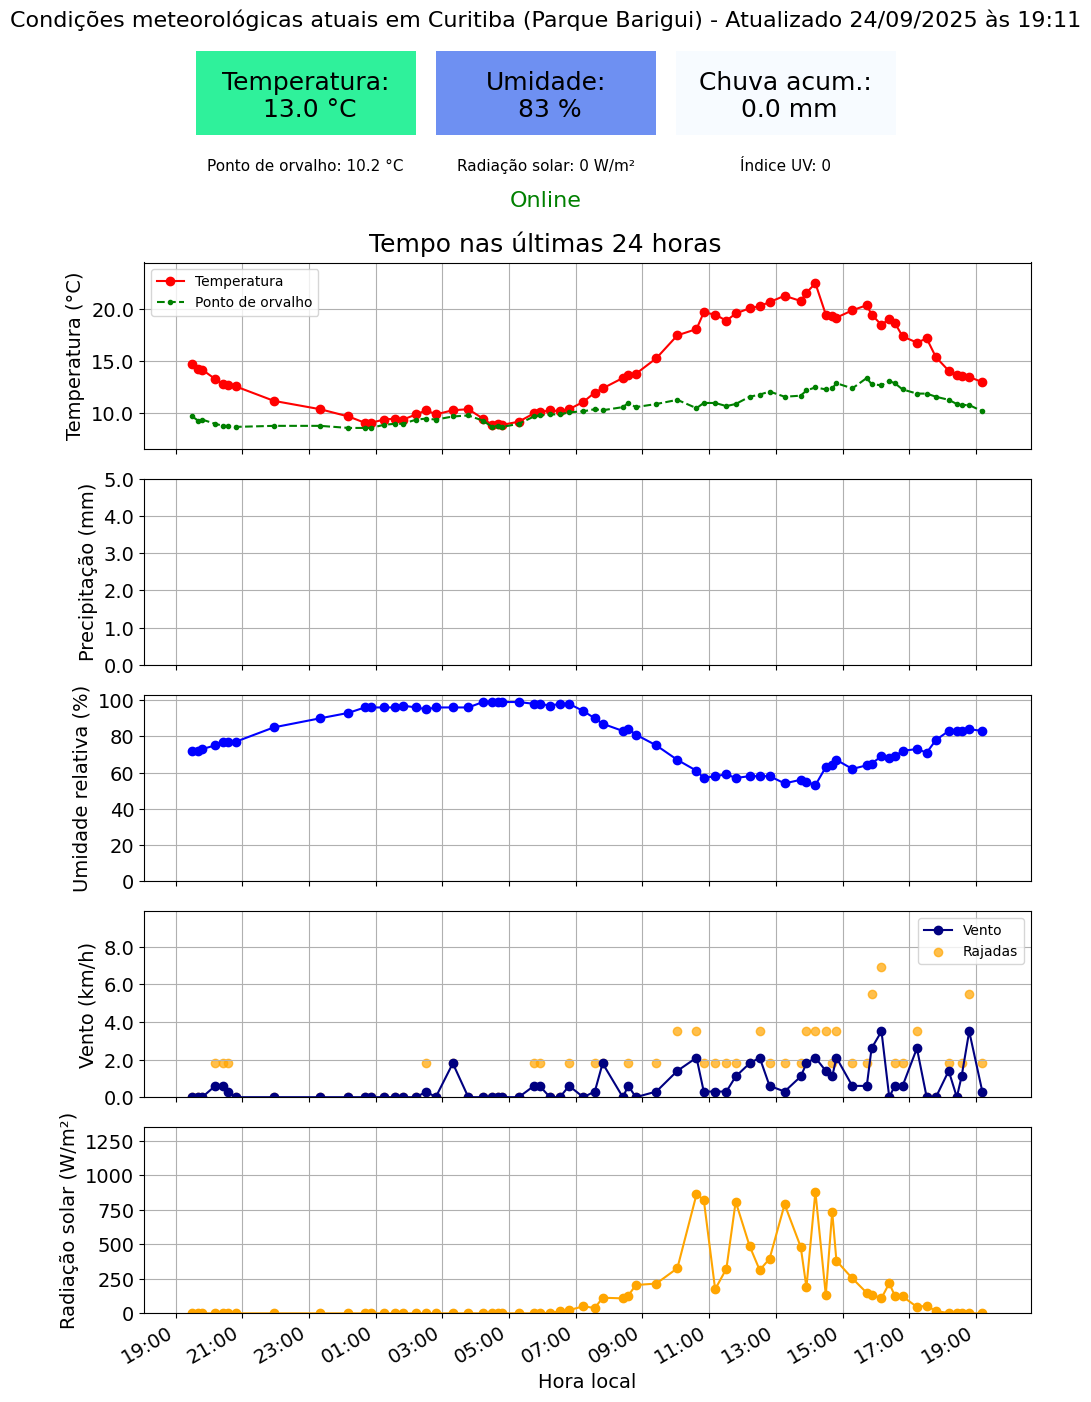 Condições meteorológicas atuais em Curitiba (Parque Barigui) - Atualizado 24/09/2025 às 19:11
Temperatura:
13.0 °C
Umidade:
83 %
Chuva acum.:
0.0 mm
Ponto de orvalho: 10.2 °C
Radiação solar: 0 W/m²
Índice UV: 0
Online
Tempo nas últimas 24 horas
Temperatura (°C)
20.0
15.0
10.0
Temperatura
Ponto de orvalho
Precipitação (mm)
5.0
4.0
3.0
2.0
1.0
0.0
Umidade relativa (%)
100
80
60
40
20
0
Vento (km/h)
8.0
6.0
4.0
2.0
0.0
Vento
Rajadas
Radiação solar (W/m²)
1250
1000
750
500
250
0
19:00
21:00
23:00
01:00
03:00
05:00
07:00
09:00
11:00
13:00
15:00
17:00
19:00
Hora local